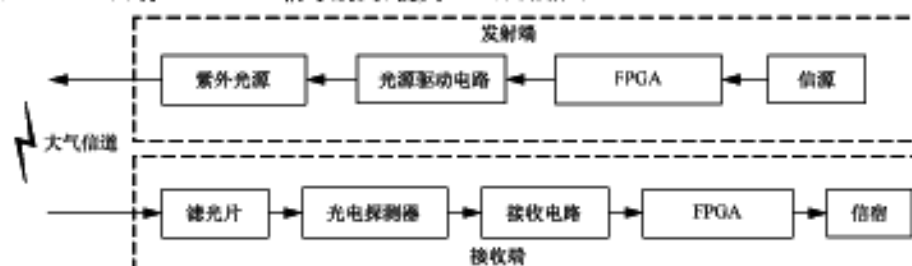 发射端
紫外光源
光源驱动电路
FPGA
信源
大气信道
滤光片
光电探测器
接收电路
FPGA
信宿
接收端